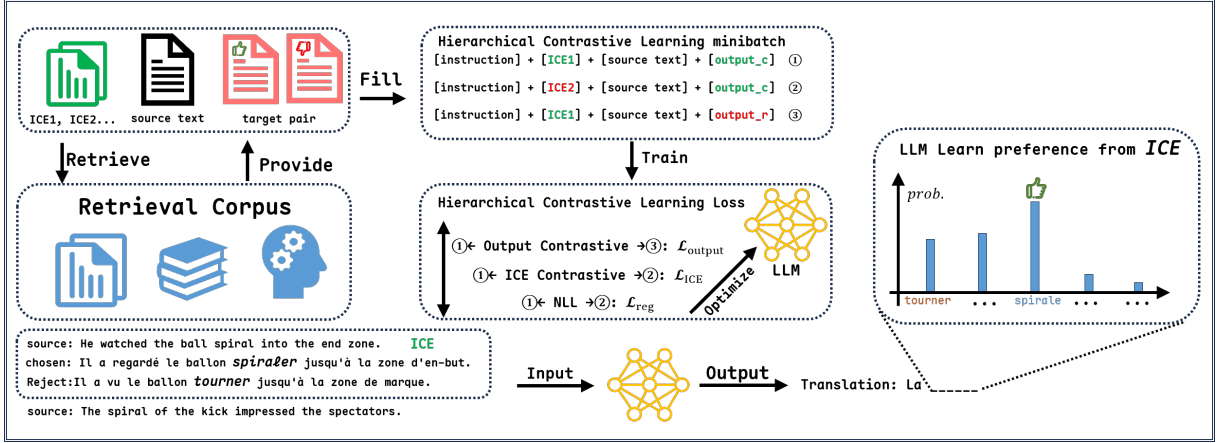 ICE1, ICE2...
source text
target pair
Fill
Hierarchical Contrastive Learning minibatch
[instruction] + [ICE1] + [source text] + [output_c] ①
[instruction] + [ICE2] + [source text] + [output_c] ②
[instruction] + [ICE1] + [source text] + [output_r] ③
Retrieve
Provide
Train
Retrieval Corpus
Hierarchical Contrastive Learning Loss
①← Output Contrastive →③: ℒoutput
①← ICE Contrastive →②: ℒICE
①← NLL →②: ℒreg
Optimize
LLM
LLM Learn preference from ICE
prob.
tourner
...
spirale
...
...
source: He watched the ball spiral into the end zone. ICE
chosen: Il a regardé le ballon spiraler jusqu'à la zone d'en-but.
Reject:Il a vu le ballon tourner jusqu'à la zone de marque.
source: The spiral of the kick impressed the spectators.
Input
Output
Translation: La ______